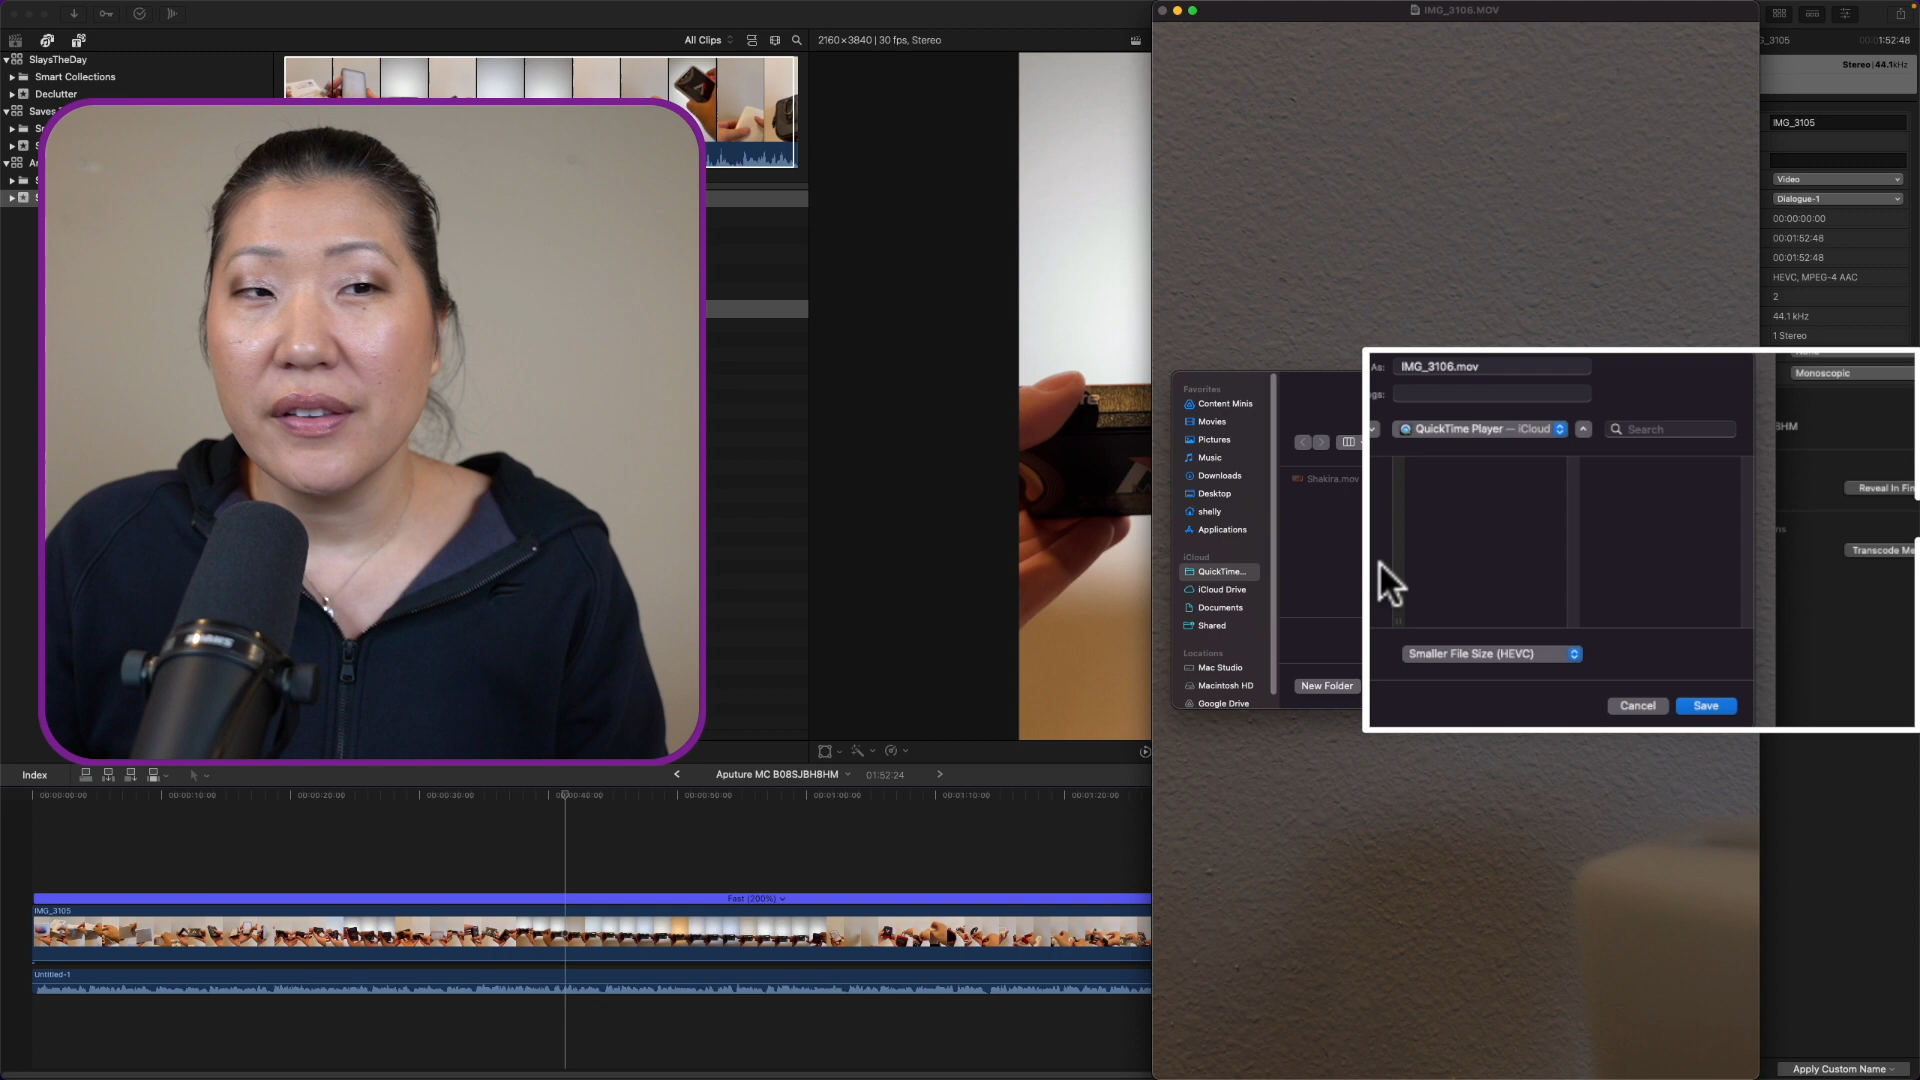 IMG_3106.MOV
All Clips
2160×3840 | 30 fps, Stereo
1:52:48
SlaysTheDay
Smart Collections
Declutter
Saves
Stereo | 44.1kHz
IMG_3105
Video
Dialogue-1
00:00:00:00
00:01:52:48
00:01:52:48
HEVC, MPEG-4 AAC
2
44.1 kHz
1 Stereo
Monoscopic
Reveal In Fin
Transcode Me
Favorites
Content Minis
Movies
Pictures
Music
Downloads
Desktop
shelly
Applications
iCloud
QuickTime...
iCloud Drive
Documents
Shared
Locations
Mac Studio
Macintosh HD
Google Drive
Shakira.mov
New Folder
As:
IMG_3106.mov
QuickTime Player — iCloud
Search
Smaller File Size (HEVC)
Cancel
Save
Index
Aputure MC B08SJBH8HM
01:52:24
00:00:00:00
00:00:10:00
00:00:20:00
00:00:30:00
00:00:40:00
00:00:50:00
00:01:00:00
00:01:10:00
00:01:20:00
Fast (200%)
IMG_3105
Untitled-1
Apply Custom Name